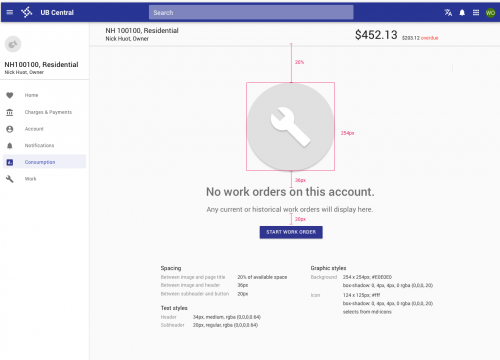 UB Central
Search
WO
NH 100100, Residential
Nick Huot, Owner
$452.13
$203.12 overdue
NH100100, Residential
Nick Huot, Owner
Home
Charges & Payments
Account
Notifications
Consumption
Work
20%
254px
36px
No work orders on this account.
Any current or historical work orders will display here.
20px
START WORK ORDER
Spacing
Between image and page title 20% of available space
Between image and header 36px
Between subheader and button 20px
Text styles
Header 34px, medium, rgba (0,0,0,0.64)
Subheader 20px, regular, rgba (0,0,0,0.64)
Graphic styles
Background 254 x 254px; #E0E0E0
box-shadow: 0, 4px, 4px, 0 rgba (0,0,0, 20)
Icon 124 x 125px: #fff
box-shadow: 0, 4px, 4px, 0 rgba (0,0,0, 20)
selects from md-icons